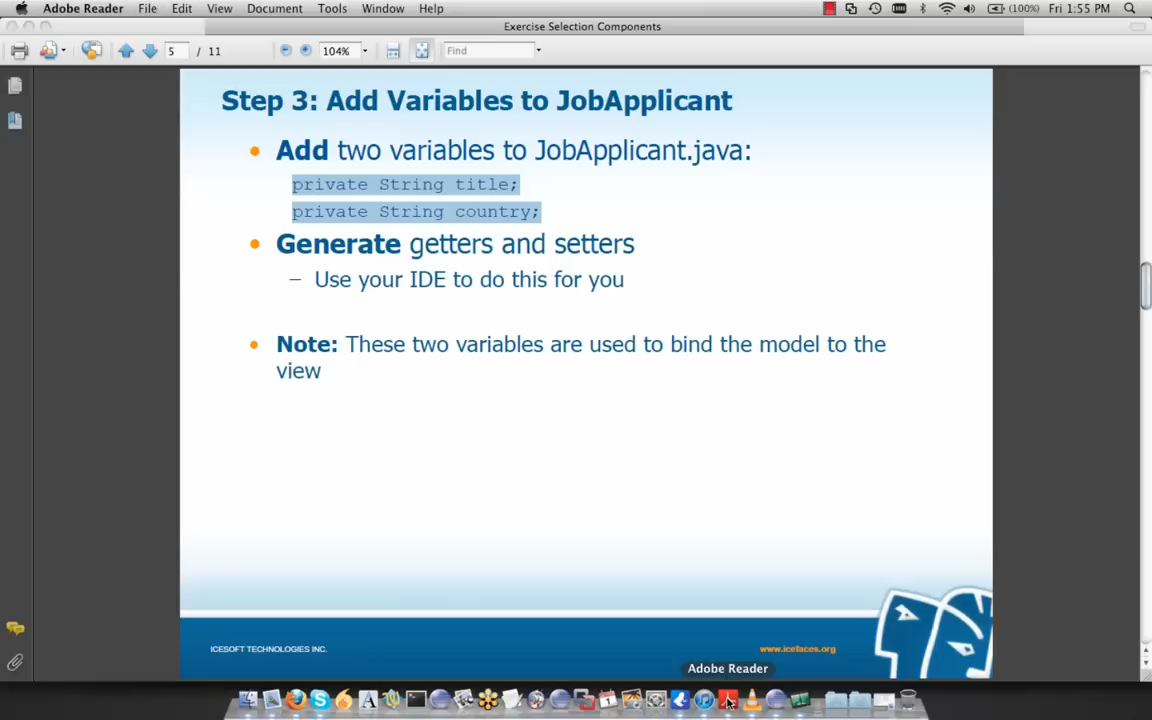 Adobe Reader File Edit View Document Tools Window Help (100%) Fri 1:55 PM
Exercise Selection Components
5 / 11 104% Find
Step 3: Add Variables to JobApplicant
• Add two variables to JobApplicant.java:
private String title;
private String country;
• Generate getters and setters
– Use your IDE to do this for you
• Note: These two variables are used to bind the model to the
view
ICESOFT TECHNOLOGIES INC. www.icefaces.org
Adobe Reader